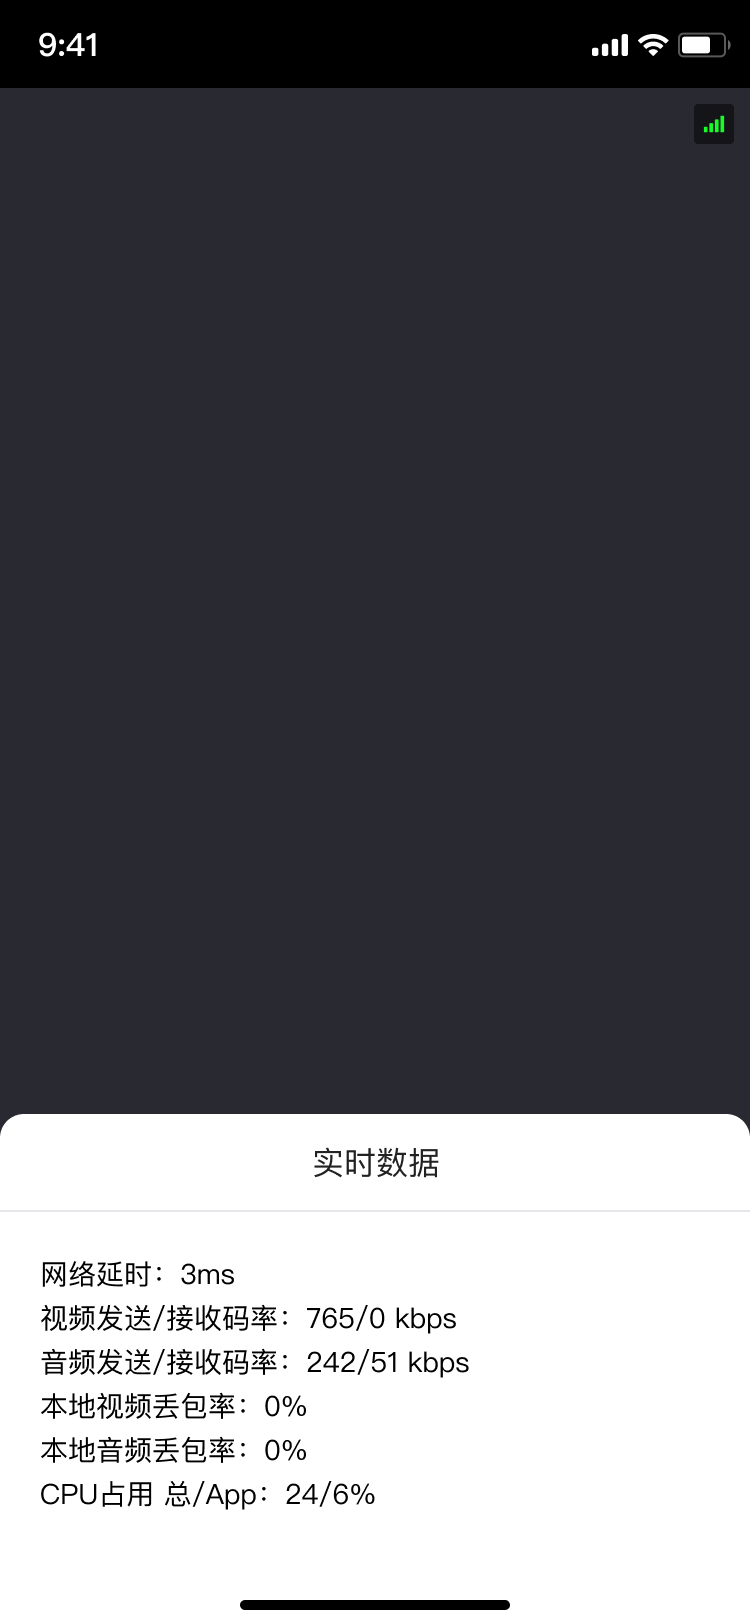 9:41
实时数据
网络延时：3ms
视频发送/接收码率：765/0 kbps
音频发送/接收码率：242/51 kbps
本地视频丢包率：0%
本地音频丢包率：0%
CPU占用 总/App：24/6%